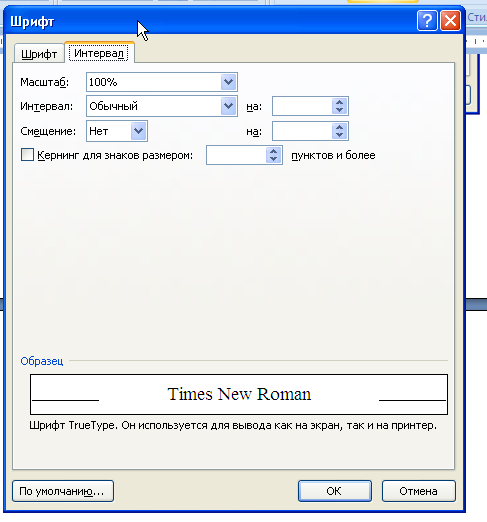 Шрифт
Сти
Шрифт Интервал
Масштаб: 100%
Интервал: Обычный на:
Смещение: Нет на:
Кернинг для знаков размером: пунктов и более
Образец
Times New Roman
Шрифт TrueType. Он используется для вывода как на экран, так и на принтер.
По умолчанию... ОК Отмена